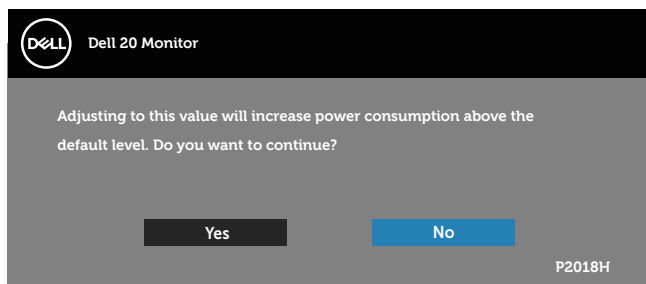 DELL
Dell 20 Monitor
Adjusting to this value will increase power consumption above the
default level. Do you want to continue?
Yes
No
P2018H